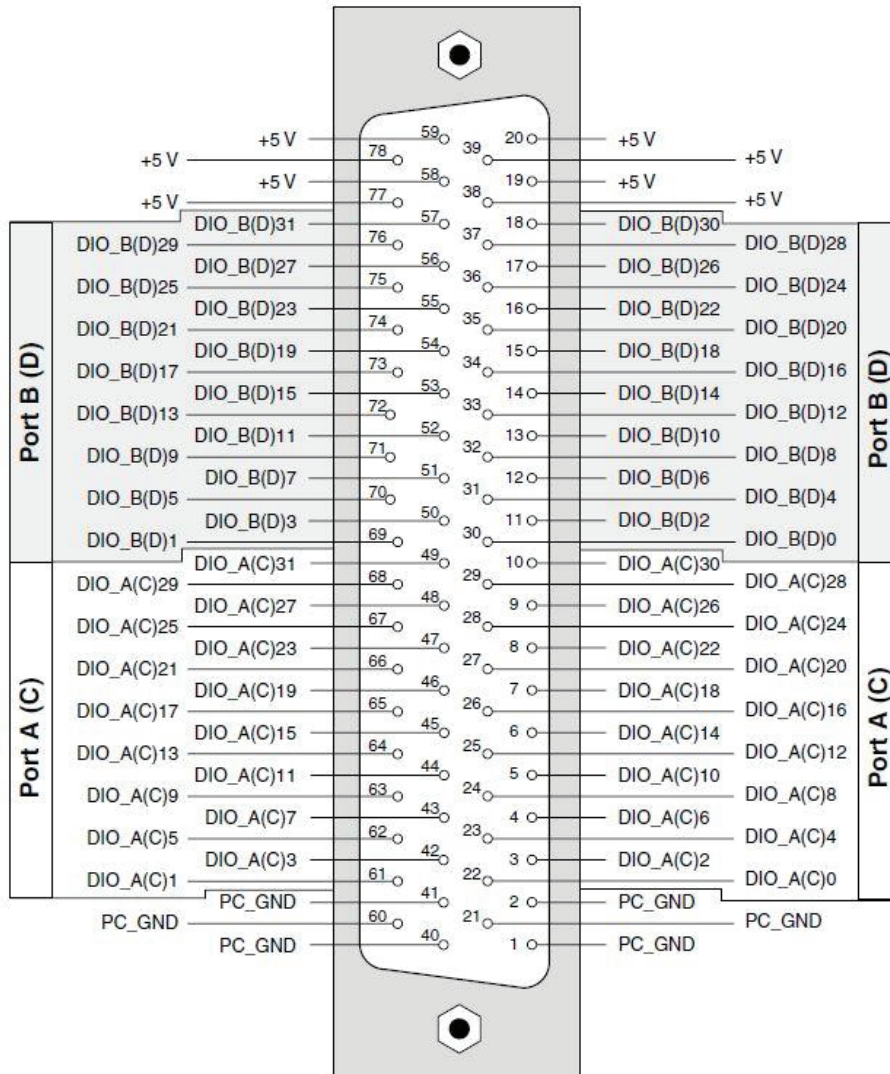 +5 V 59 20 +5 V
+5 V 78 39 +5 V
+5 V 58 19 +5 V
+5 V 77 38 +5 V
DIO_B(D)31 57 18 DIO_B(D)30
DIO_B(D)29 76 37 DIO_B(D)28
DIO_B(D)27 56 17 DIO_B(D)26
DIO_B(D)25 75 36 DIO_B(D)24
DIO_B(D)23 55 16 DIO_B(D)22
DIO_B(D)21 74 35 DIO_B(D)20
DIO_B(D)19 54 15 DIO_B(D)18
DIO_B(D)17 73 34 DIO_B(D)16
DIO_B(D)15 53 14 DIO_B(D)14
DIO_B(D)13 72 33 DIO_B(D)12
DIO_B(D)11 52 13 DIO_B(D)10
DIO_B(D)9 71 32 DIO_B(D)8
DIO_B(D)7 51 12 DIO_B(D)6
DIO_B(D)5 70 31 DIO_B(D)4
DIO_B(D)3 50 11 DIO_B(D)2
DIO_B(D)1 69 30 DIO_B(D)0
Port B (D)
Port B (D)
DIO_A(C)31 49 10 DIO_A(C)30
DIO_A(C)29 68 29 DIO_A(C)28
DIO_A(C)27 48 9 DIO_A(C)26
DIO_A(C)25 67 28 DIO_A(C)24
DIO_A(C)23 47 8 DIO_A(C)22
DIO_A(C)21 66 27 DIO_A(C)20
DIO_A(C)19 46 7 DIO_A(C)18
DIO_A(C)17 65 26 DIO_A(C)16
DIO_A(C)15 45 6 DIO_A(C)14
DIO_A(C)13 64 25 DIO_A(C)12
DIO_A(C)11 44 5 DIO_A(C)10
DIO_A(C)9 63 24 DIO_A(C)8
DIO_A(C)7 43 4 DIO_A(C)6
DIO_A(C)5 62 23 DIO_A(C)4
DIO_A(C)3 42 3 DIO_A(C)2
DIO_A(C)1 61 22 DIO_A(C)0
Port A (C)
Port A (C)
PC_GND 41 2 PC_GND
PC_GND 60 21 PC_GND
PC_GND 40 1 PC_GND